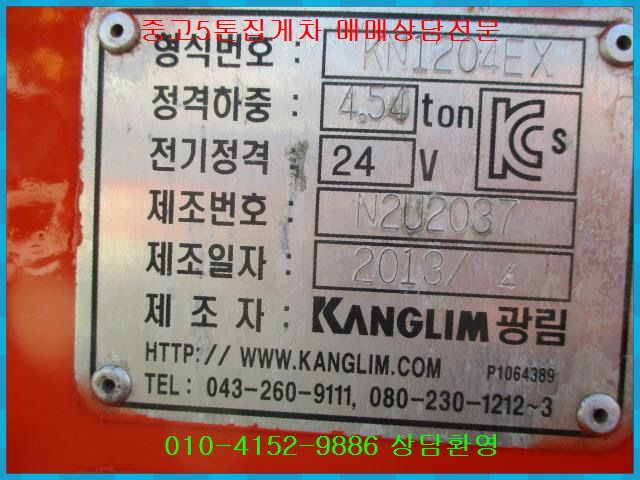 중고5톤집게차 매매상담전문
형식번호 : KN1204EX
정격하중 : 4.54 ton
전기정격 : 24 V
KCs
제조번호 : N2U2037
제조일자 : 2013/ 4
제 조 자 : KANGLIM 광림
HTTP:// WWW.KANGLIM.COM P1064389
TEL: 043-260-9111, 080-230-1212~3
010-4152-9886 상담환영